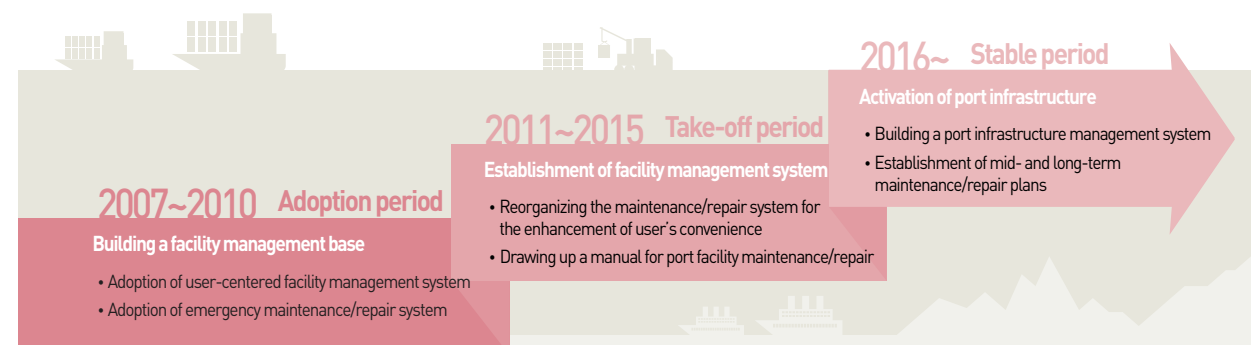 2007~2010 Adoption period
Building a facility management base
• Adoption of user-centered facility management system
• Adoption of emergency maintenance/repair system
2011~2015 Take-off period
Establishment of facility management system
• Reorganizing the maintenance/repair system for
the enhancement of user's convenience
• Drawing up a manual for port facility maintenance/repair
2016~ Stable period
Activation of port infrastructure
• Building a port infrastructure management system
• Establishment of mid- and long-term
maintenance/repair plans